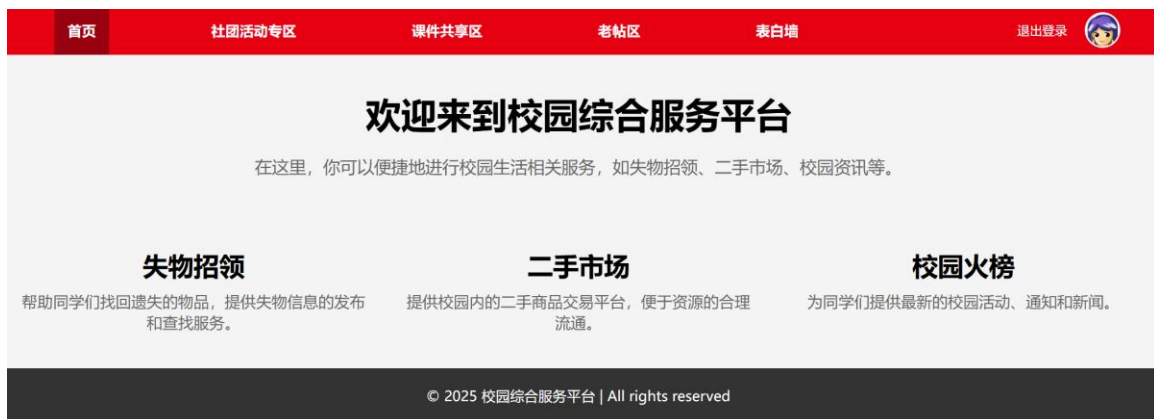 首页 社团活动专区 课件共享区 老帖区 表白墙 退出登录
欢迎来到校园综合服务平台
在这里，你可以便捷地进行校园生活相关服务，如失物招领、二手市场、校园资讯等。
失物招领
帮助同学们找回遗失的物品，提供失物信息的发布
和查找服务。
二手市场
提供校园内的二手商品交易平台，便于资源的合理
流通。
校园火榜
为同学们提供最新的校园活动、通知和新闻。
© 2025 校园综合服务平台 | All rights reserved